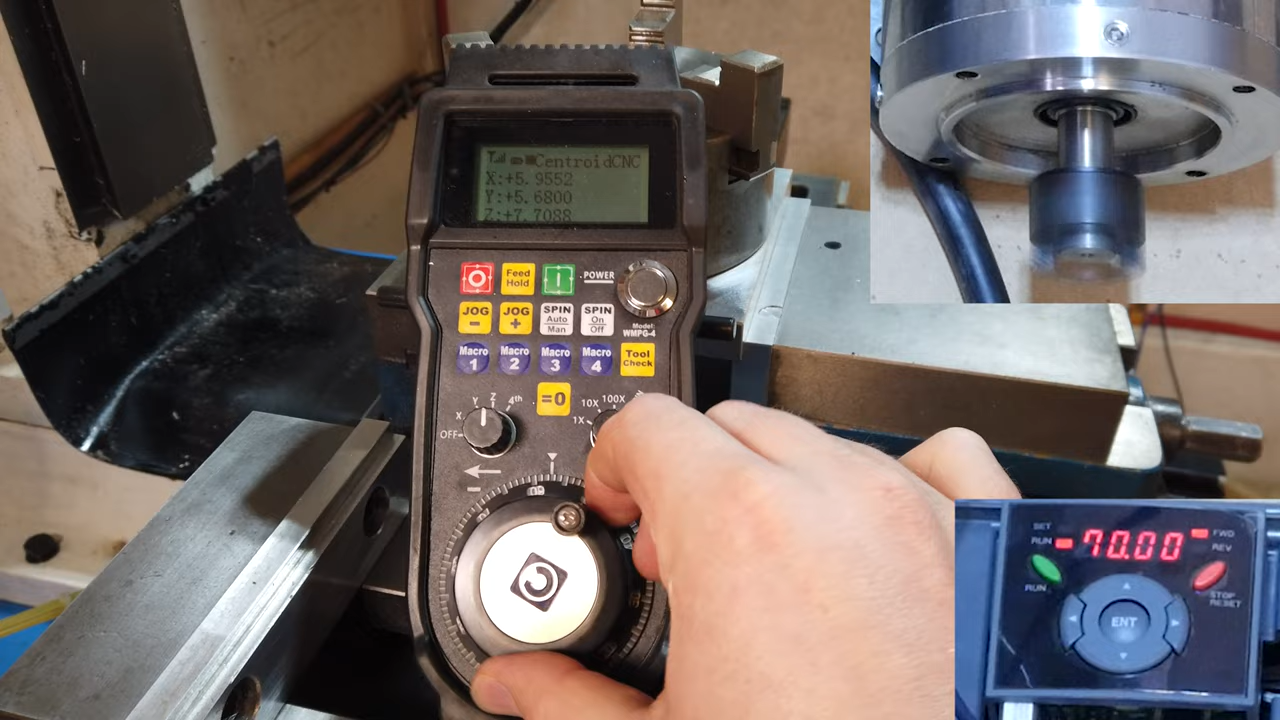 CentroidCNC
X:+5.9552
Y:+5.6800
Z:+7.7088
Feed Hold
POWER
JOG -
JOG +
SPIN Auto Man
SPIN On Off
Model:
WMPG-4
Macro 1
Macro 2
Macro 3
Macro 4
Tool Check
=0
OFF
X
Y
Z
4th
1X
10X
100X
-
SET
RUN
70.00
FWD
REV
RUN
ENT
STOP
RESET